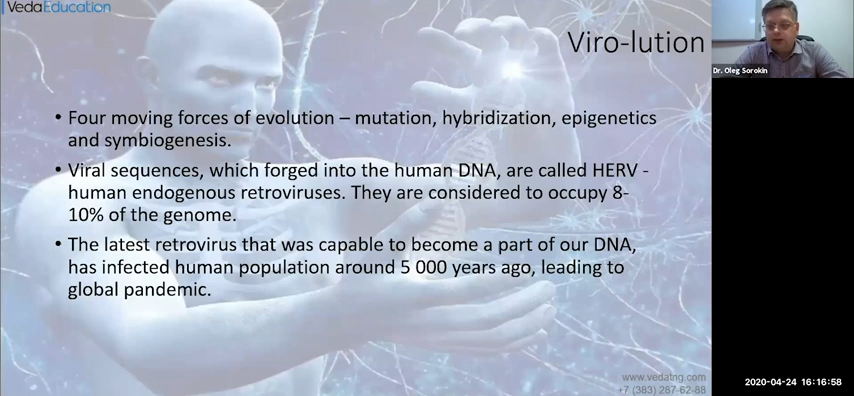 VedaEducation
Viro-lution
• Four moving forces of evolution – mutation, hybridization, epigenetics
and symbiogenesis.
• Viral sequences, which forged into the human DNA, are called HERV -
human endogenous retroviruses. They are considered to occupy 8-
10% of the genome.
• The latest retrovirus that was capable to become a part of our DNA,
has infected human population around 5 000 years ago, leading to
global pandemic.
www.vedatng.com
+7 (383) 287-62-88
Dr. Oleg Sorokin
2020-04-24 16:16:58